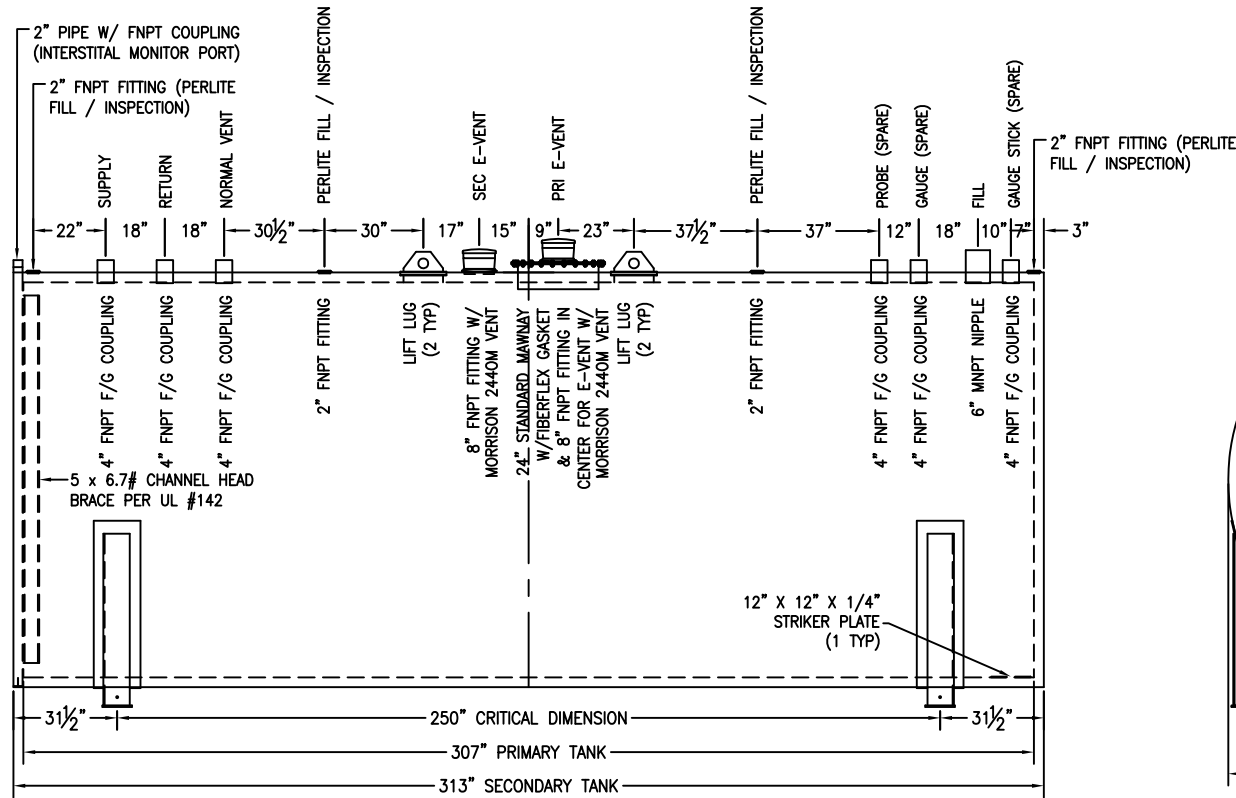 2" PIPE W/ FNPT COUPLING
(INTERSTITAL MONITOR PORT)
2" FNPT FITTING (PERLITE
FILL / INSPECTION)
SUPPLY
RETURN
NORMAL VENT
PERLITE FILL / INSPECTION
SEC E-VENT
PRI E-VENT
PERLITE FILL / INSPECTION
PROBE (SPARE)
GAUGE (SPARE)
FILL
GAUGE STICK (SPARE)
2" FNPT FITTING (PERLITE
FILL / INSPECTION)
22" 18" 18" 30½" 30" 17" 15" 9" 23" 37½" 37" 12" 18" 10" 7" 3"
4" FNPT F/G COUPLING
4" FNPT F/G COUPLING
4" FNPT F/G COUPLING
2" FNPT FITTING
LIFT LUG
(2 TYP)
8" FNPT FITTING W/
MORRISON 244OM VENT
24" STANDARD MAWNAY
W/FIBERFLEX GASKET
& 8" FNPT FITTING IN
CENTER FOR E-VENT W/
MORRISON 244OM VENT
LIFT LUG
(2 TYP)
2" FNPT FITTING
4" FNPT F/G COUPLING
4" FNPT F/G COUPLING
6" MNPT NIPPLE
4" FNPT F/G COUPLING
5 x 6.7# CHANNEL HEAD
BRACE PER UL #142
12" X 12" X 1/4"
STRIKER PLATE
(1 TYP)
31½" 250" CRITICAL DIMENSION 31½"
307" PRIMARY TANK
313" SECONDARY TANK